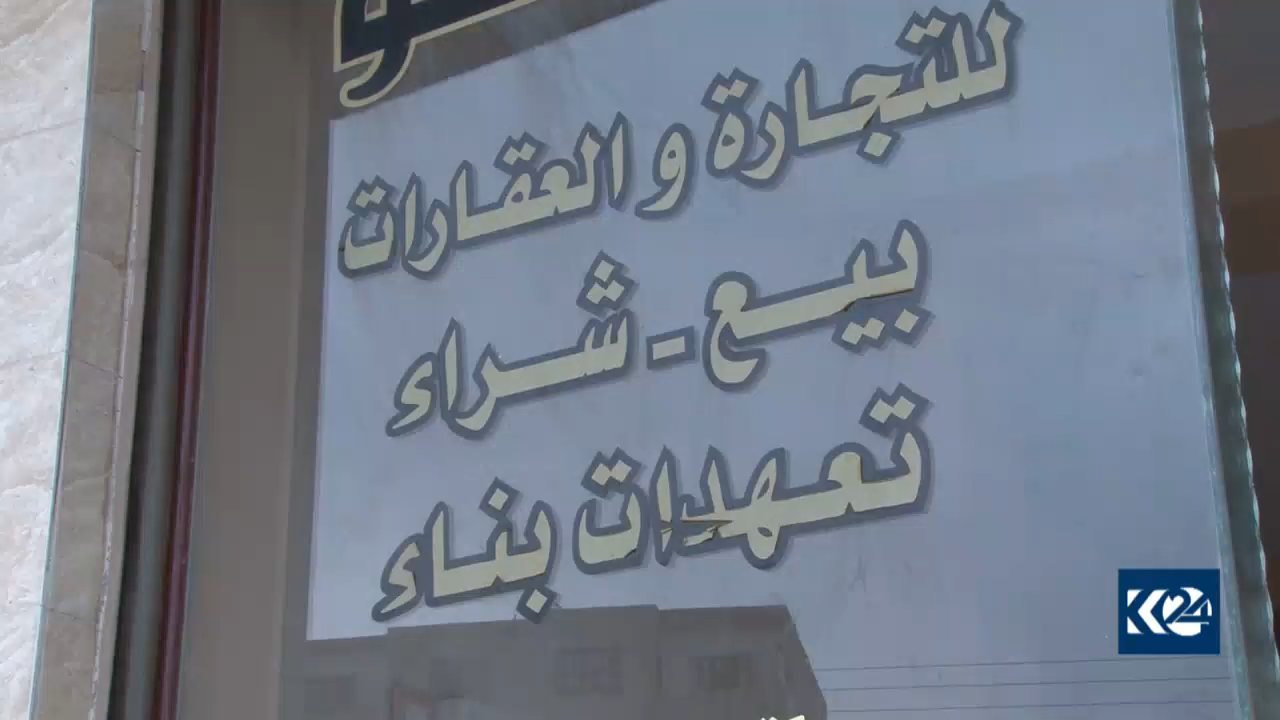 للتجارة و العقارات
بيع - شراء
تعهدات بناء
K24